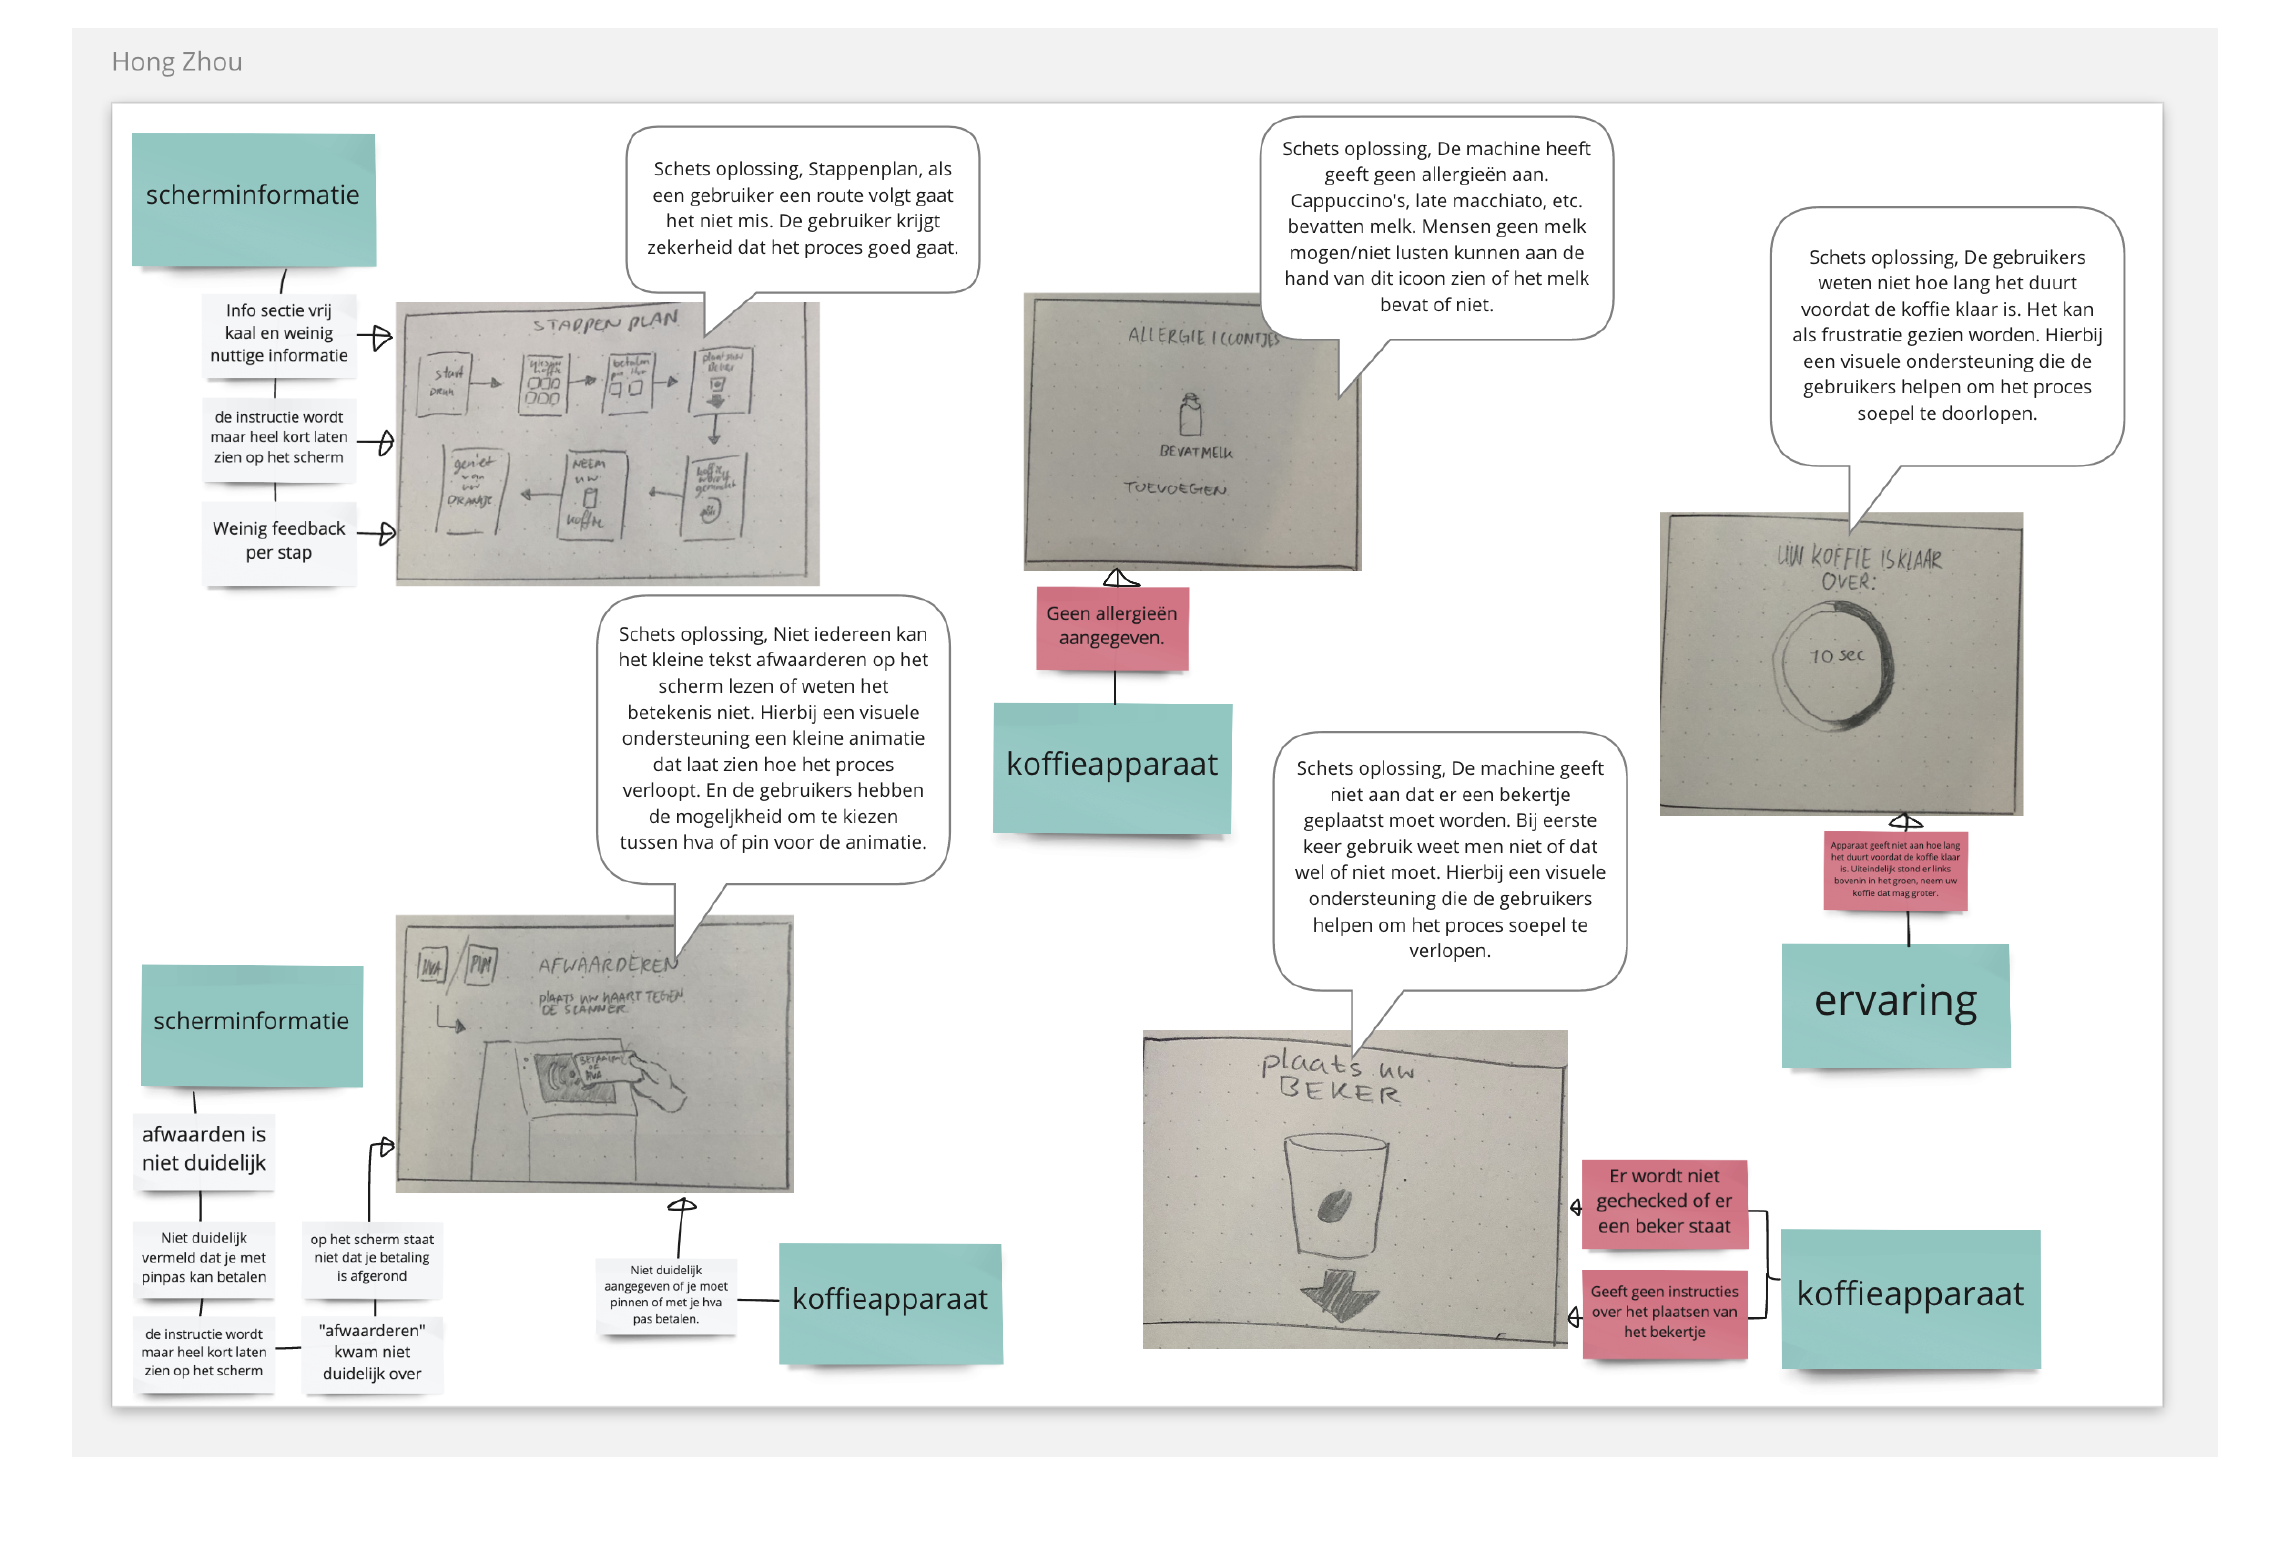 Hong Zhou
scherminformatie
Info sectie vrij
kaal en weinig
nuttige informatie
de instructie wordt
maar heel kort laten
zien op het scherm
Weinig feedback
per stap
Schets oplossing, Stappenplan, als
een gebruiker een route volgt gaat
het niet mis. De gebruiker krijgt
zekerheid dat het proces goed gaat.
STAPPEN PLAN
start
DRUK
betalen
plaats uw
Beker
geniet
van
uw
DRANKJE
NEEM
uw
koffie
koffie
wordt
gemaakt
Schets oplossing, De machine heeft
geeft geen allergieën aan.
Cappuccino's, late macchiato, etc.
bevatten melk. Mensen geen melk
mogen/niet lusten kunnen aan de
hand van dit icoon zien of het melk
bevat of niet.
ALLERGIE ICOONTJES
BEVAT MELK
TOEVOEGEN
Geen allergieën
aangegeven.
koffieapparaat
Schets oplossing, De gebruikers
weten niet hoe lang het duurt
voordat de koffie klaar is. Het kan
als frustratie gezien worden. Hierbij
een visuele ondersteuning die de
gebruikers helpen om het proces
soepel te doorlopen.
UW KOFFIE IS KLAAR
OVER:
10 sec
Apparaat geeft niet aan hoe lang
het duurt voordat de koffie klaar
is. Uiteindelijk stond er links
bovenin in het groen, neem uw
koffie dat mag groter.
ervaring
Schets oplossing, Niet iedereen kan
het kleine tekst afwaarderen op het
scherm lezen of weten het
betekenis niet. Hierbij een visuele
ondersteuning een kleine animatie
dat laat zien hoe het proces
verloopt. En de gebruikers hebben
de mogeljkheid om te kiezen
tussen hva of pin voor de animatie.
HVA / PIN
AFWAARDEREN
PLAATS UW KAART TEGEN
DE SCANNER
scherminformatie
afwaarden is
niet duidelijk
Niet duidelijk
vermeld dat je met
pinpas kan betalen
de instructie wordt
maar heel kort laten
zien op het scherm
op het scherm staat
niet dat je betaling
is afgerond
"afwaarderen"
kwam niet
duidelijk over
Niet duidelijk
aangegeven of je moet
pinnen of met je hva
pas betalen.
koffieapparaat
Schets oplossing, De machine geeft
niet aan dat er een bekertje
geplaatst moet worden. Bij eerste
keer gebruik weet men niet of dat
wel of niet moet. Hierbij een visuele
ondersteuning die de gebruikers
helpen om het proces soepel te
verlopen.
plaats uw
BEKER
Er wordt niet
gechecked of er
een beker staat
Geeft geen instructies
over het plaatsen van
het bekertje
koffieapparaat